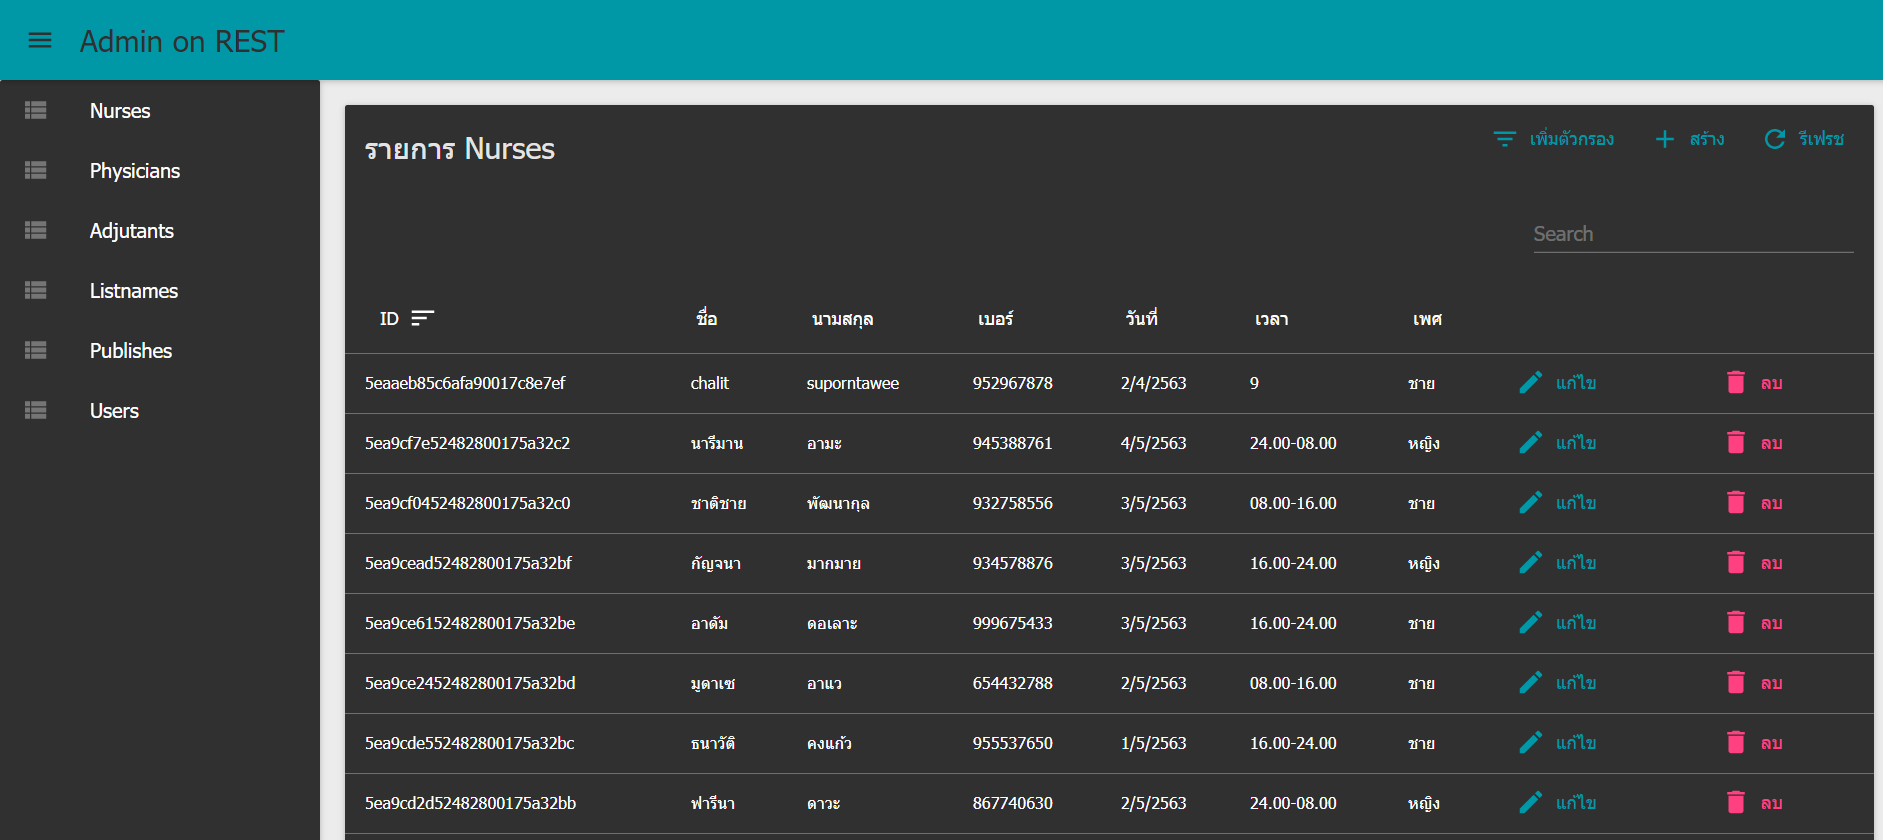 Admin on REST
Nurses
Physicians
Adjutants
Listnames
Publishes
Users
รายการ Nurses
เพิ่มตัวกรอง สร้าง รีเฟรช
Search
ID ชื่อ นามสกุล เบอร์ วันที่ เวลา เพศ
5eaaeb85c6afa90017c8e7ef chalit suporntawee 952967878 2/4/2563 9 ชาย แก้ไข ลบ
5ea9cf7e52482800175a32c2 นารีมาน อามะ 945388761 4/5/2563 24.00-08.00 หญิง แก้ไข ลบ
5ea9cf0452482800175a32c0 ชาติชาย พัฒนากุล 932758556 3/5/2563 08.00-16.00 ชาย แก้ไข ลบ
5ea9cead52482800175a32bf กัญจนา มากมาย 934578876 3/5/2563 16.00-24.00 หญิง แก้ไข ลบ
5ea9ce6152482800175a32be อาดัม ดอเลาะ 999675433 3/5/2563 16.00-24.00 ชาย แก้ไข ลบ
5ea9ce2452482800175a32bd มูดาเซ อาแว 654432788 2/5/2563 08.00-16.00 ชาย แก้ไข ลบ
5ea9cde552482800175a32bc ธนาวัติ คงแก้ว 955537650 1/5/2563 16.00-24.00 ชาย แก้ไข ลบ
5ea9cd2d52482800175a32bb ฟารีนา ดาวะ 867740630 2/5/2563 24.00-08.00 หญิง แก้ไข ลบ